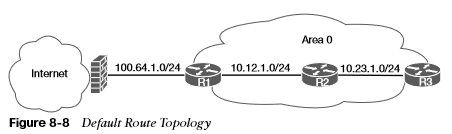 Area 0
Internet
100.64.1.0/24
R1
10.12.1.0/24
R2
10.23.1.0/24
R3
Figure 8-8 Default Route Topology